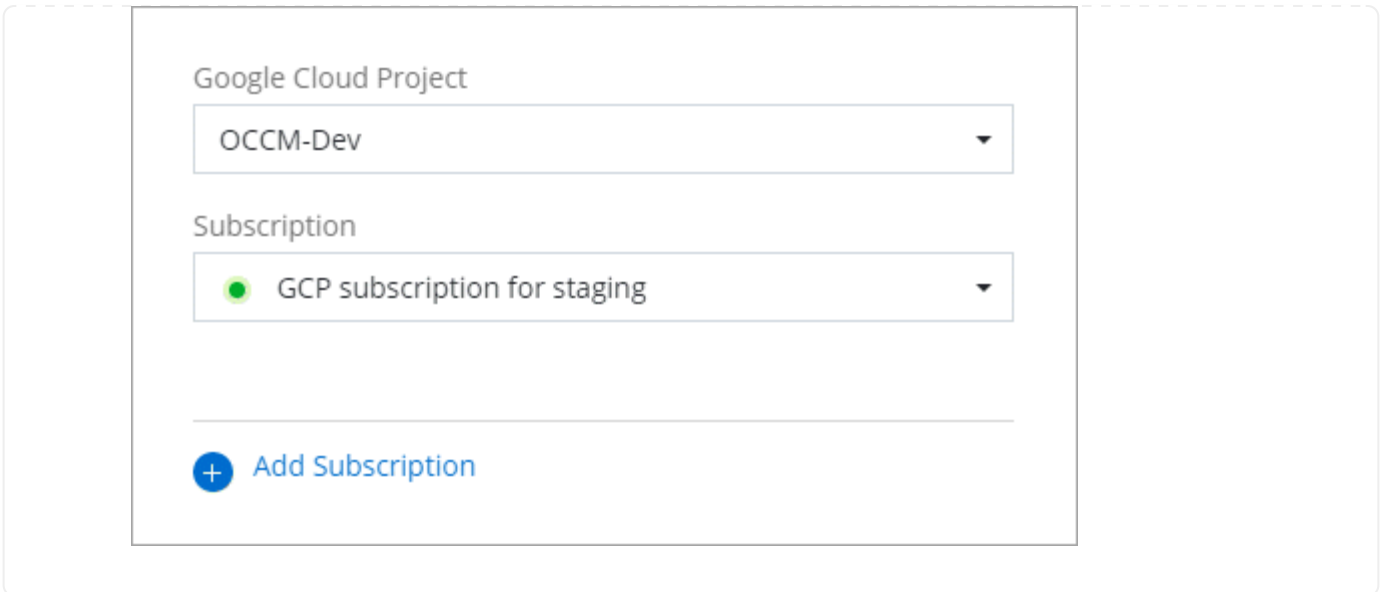 Google Cloud Project
OCCM-Dev
Subscription
GCP subscription for staging
Add Subscription